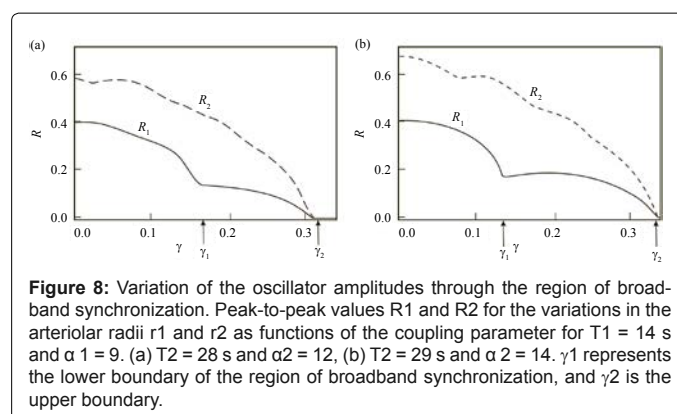 (a)
0.6
0.4
R
0.2
0.0
R₂
R₁
0.0 0.1 0.2 0.3
γ γ₁ γ₂
(b)
0.6
0.4
R
0.2
0.0
R₂
R₁
0.0 0.1 0.2 0.3
γ₁ γ γ₂
Figure 8: Variation of the oscillator amplitudes through the region of broad-
band synchronization. Peak-to-peak values R1 and R2 for the variations in the
arteriolar radii r1 and r2 as functions of the coupling parameter for T1 = 14 s
and α 1 = 9. (a) T2 = 28 s and α2 = 12, (b) T2 = 29 s and α 2 = 14. γ1 represents
the lower boundary of the region of broadband synchronization, and γ2 is the
upper boundary.